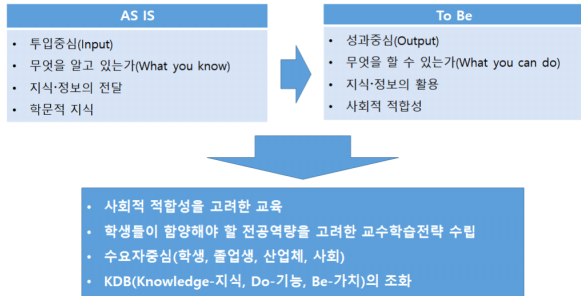 AS IS
• 투입중심(Input)
• 무엇을 알고 있는가(What you know)
• 지식·정보의 전달
• 학문적 지식
To Be
• 성과중심(Output)
• 무엇을 할 수 있는가(What you can do)
• 지식·정보의 활용
• 사회적 적합성
• 사회적 적합성을 고려한 교육
• 학생들이 함양해야 할 전공역량을 고려한 교수학습전략 수립
• 수요자중심(학생, 졸업생, 산업체, 사회)
• KDB(Knowledge-지식, Do-기능, Be-가치)의 조화